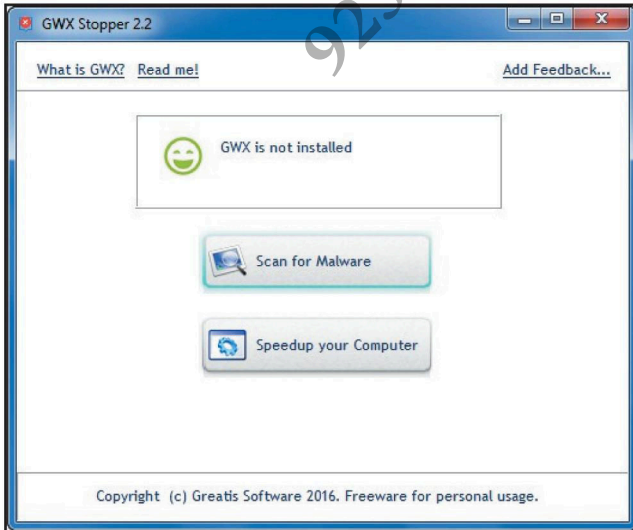 GWX Stopper 2.2
What is GWX? Read me! Add Feedback...
GWX is not installed
Scan for Malware
Speedup your Computer
Copyright (c) Greatis Software 2016. Freeware for personal usage.